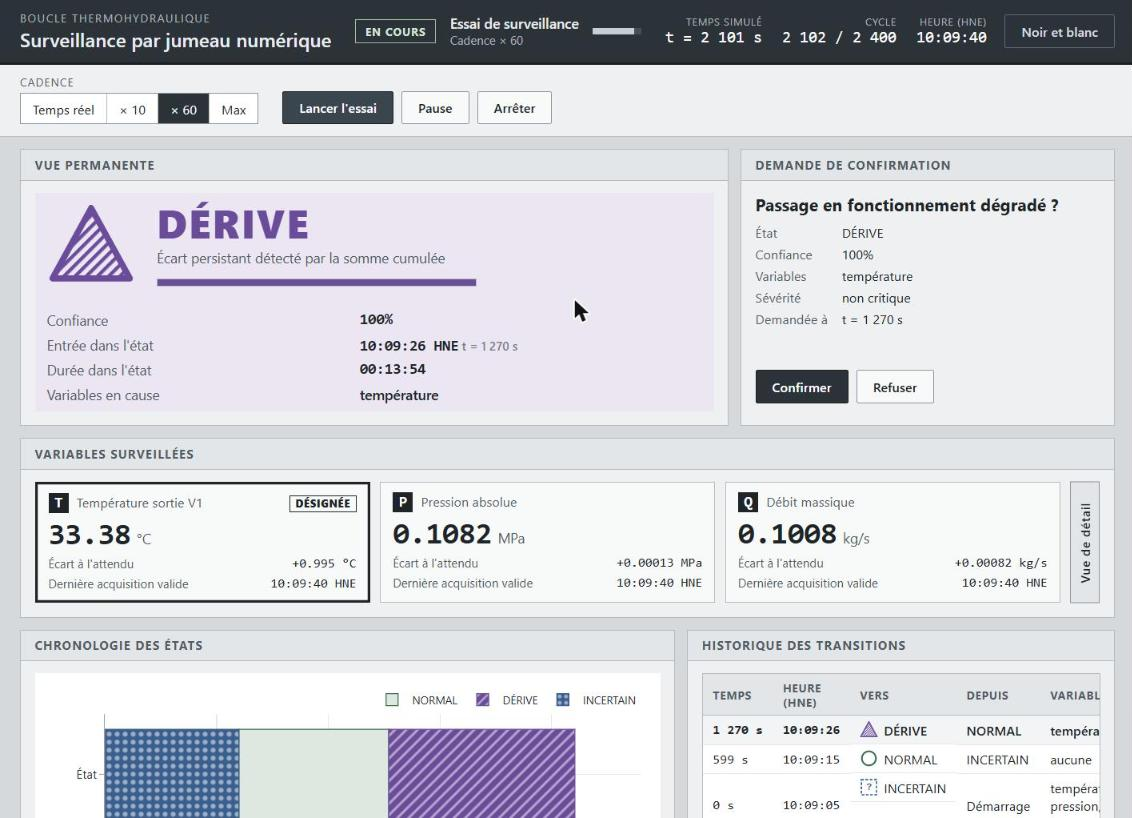 BOUCLE THERMOHYDRAULIQUE
Surveillance par jumeau numérique
EN COURS
Essai de surveillance
Cadence × 60
TEMPS SIMULÉ
t = 2 101 s
CYCLE
2 102 / 2 400
HEURE (HNE)
10:09:40
Noir et blanc
CADENCE
Temps réel × 10 × 60 Max
Lancer l'essai
Pause
Arrêter
VUE PERMANENTE
DÉRIVE
Écart persistant détecté par la somme cumulée
Confiance 100%
Entrée dans l'état 10:09:26 HNE t = 1 270 s
Durée dans l'état 00:13:54
Variables en cause température
DEMANDE DE CONFIRMATION
Passage en fonctionnement dégradé ?
État DÉRIVE
Confiance 100%
Variables température
Sévérité non critique
Demandée à t = 1 270 s
Confirmer
Refuser
VARIABLES SURVEILLÉES
T Température sortie V1 DÉSIGNÉE
33.38 °C
Écart à l'attendu +0.995 °C
Dernière acquisition valide 10:09:40 HNE
P Pression absolue
0.1082 MPa
Écart à l'attendu +0.00013 MPa
Dernière acquisition valide 10:09:40 HNE
Q Débit massique
0.1008 kg/s
Écart à l'attendu +0.00082 kg/s
Dernière acquisition valide 10:09:40 HNE
Vue de détail
CHRONOLOGIE DES ÉTATS
NORMAL DÉRIVE INCERTAIN
État
HISTORIQUE DES TRANSITIONS
TEMPS HEURE (HNE) VERS DEPUIS VARIABL
1 270 s 10:09:26 DÉRIVE NORMAL tempéra
599 s 10:09:15 NORMAL INCERTAIN aucune
0 s 10:09:05 ? INCERTAIN Démarrage tempéra
pression,